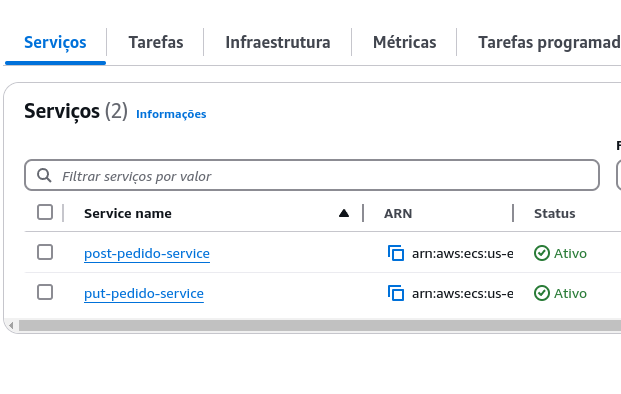 Serviços Tarefas Infraestrutura Métricas Tarefas programad
Serviços (2) Informações
F
Filtrar serviços por valor
Service name ARN Status
post-pedido-service arn:aws:ecs:us-e Ativo
put-pedido-service arn:aws:ecs:us-e Ativo